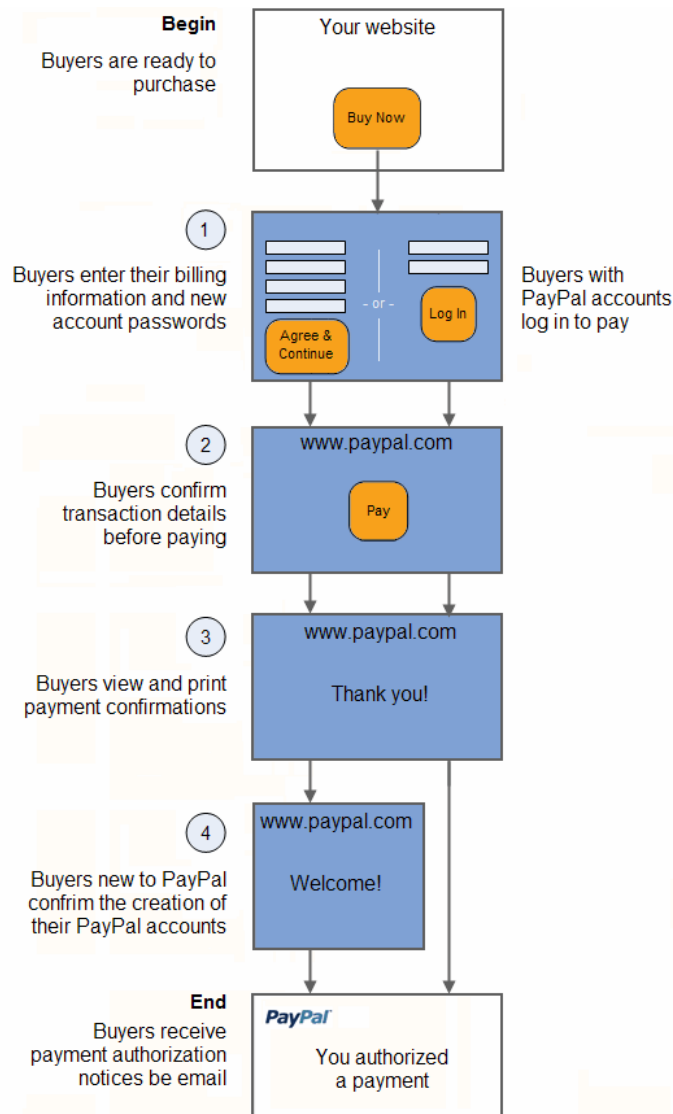 Begin
Buyers are ready to
purchase
Your website
Buy Now
1
Buyers enter their billing
information and new
account passwords
- or -
Agree &
Continue
Log In
Buyers with
PayPal accounts
log in to pay
2
Buyers confirm
transaction details
before paying
www.paypal.com
Pay
3
Buyers view and print
payment confirmations
www.paypal.com
Thank you!
4
Buyers new to PayPal
confrim the creation of
their PayPal accounts
www.paypal.com
Welcome!
End
Buyers receive
payment authorization
notices be email
PayPal
You authorized
a payment